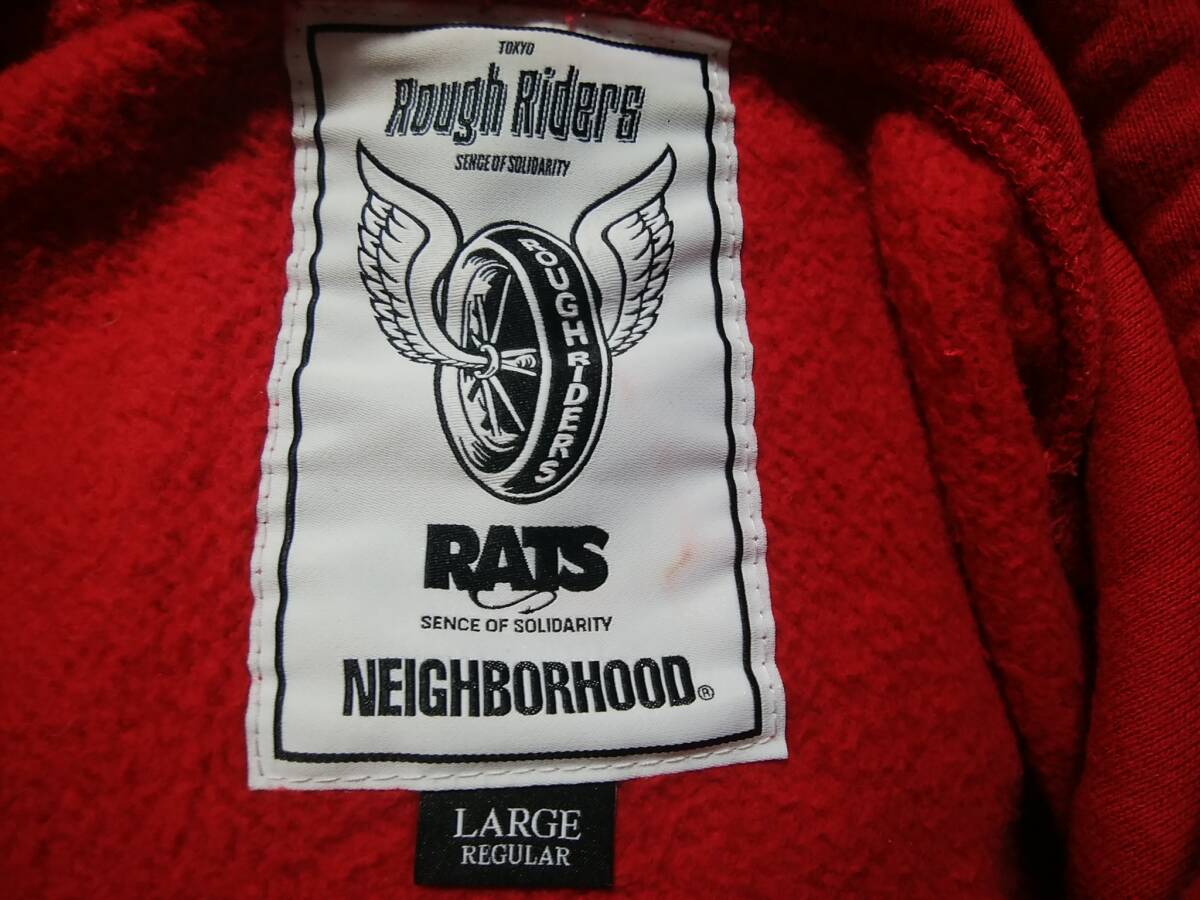 TOKYO
Rough Riders
SENCE OF SOLIDARITY
ROUGH RIDERS
RATS
SENCE OF SOLIDARITY
NEIGHBORHOOD®
LARGE
REGULAR